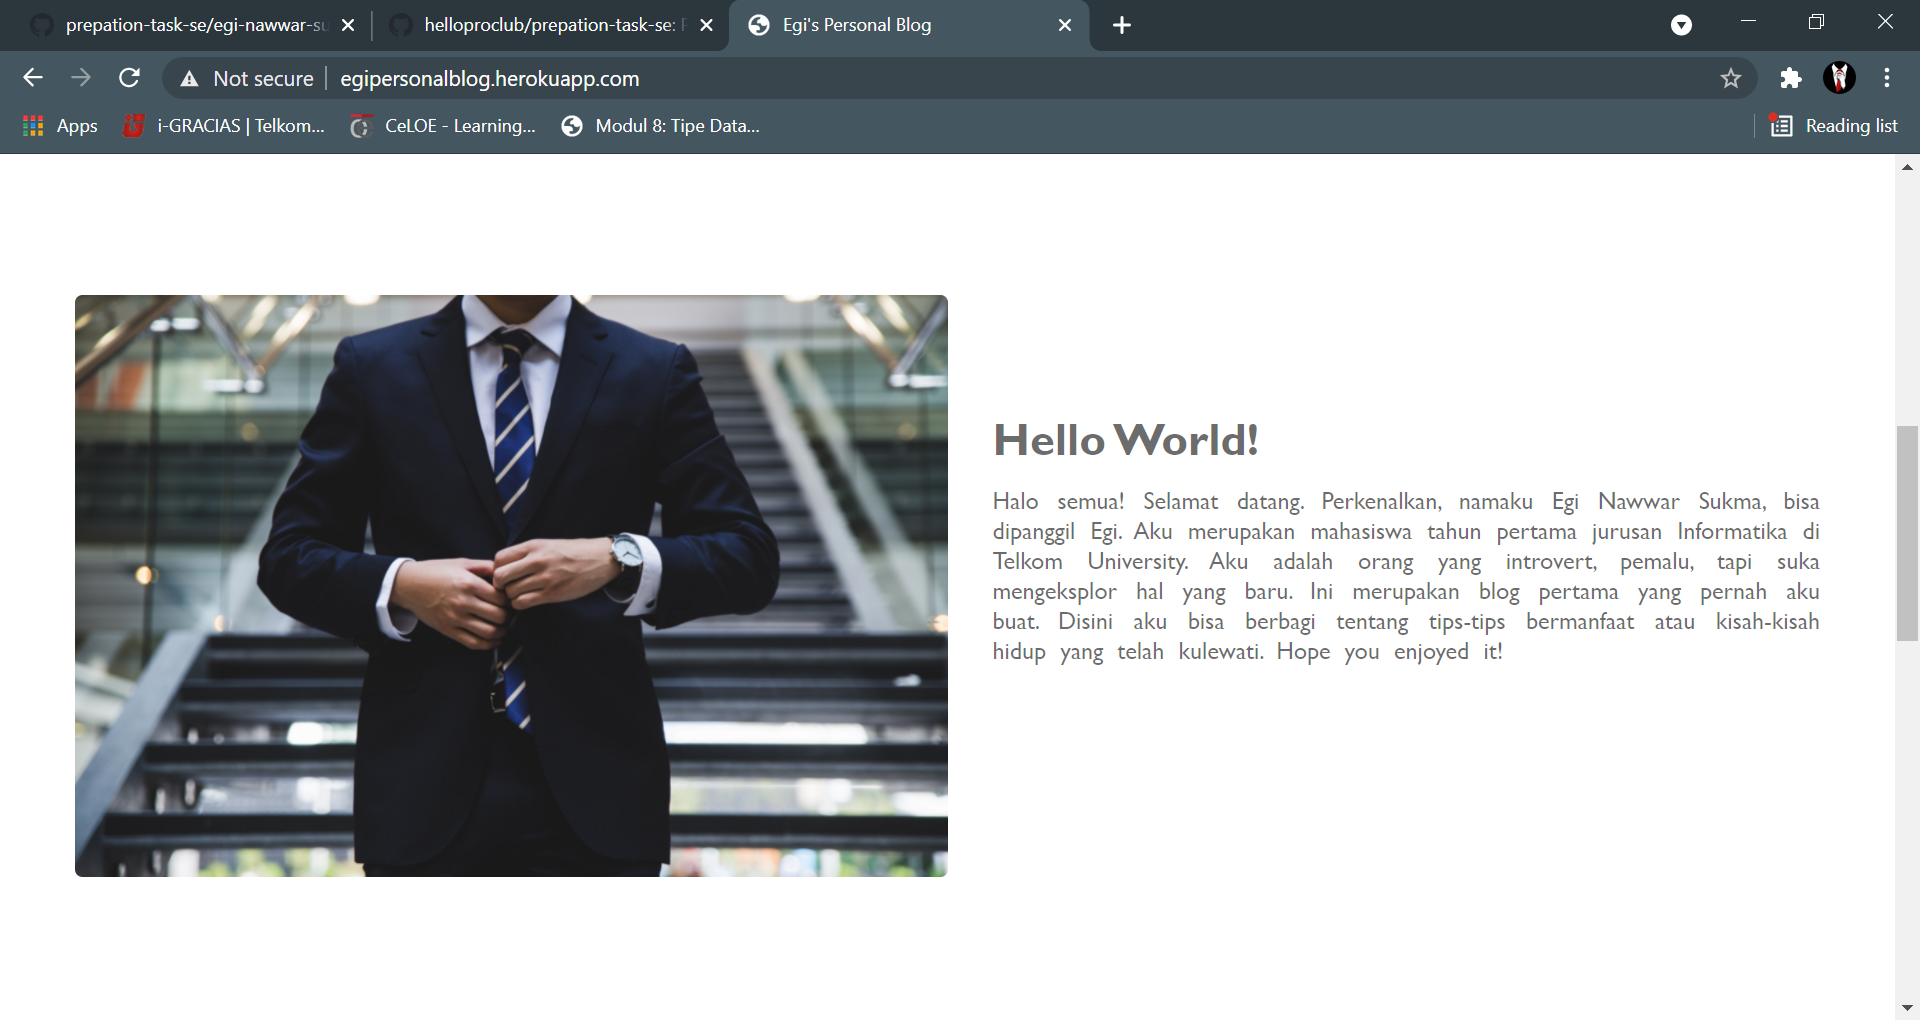 prepation-task-se/egi-nawwar-su
helloproclub/prepation-task-se:
Egi's Personal Blog
Not secure
egipersonalblog.herokuapp.com
Apps
i-GRACIAS | Telkom...
CeLOE - Learning...
Modul 8: Tipe Data...
Reading list
Hello World!
Halo semua! Selamat datang. Perkenalkan, namaku Egi Nawwar Sukma, bisa
dipanggil Egi. Aku merupakan mahasiswa tahun pertama jurusan Informatika di
Telkom University. Aku adalah orang yang introvert, pemalu, tapi suka
mengeksplor hal yang baru. Ini merupakan blog pertama yang pernah aku
buat. Disini aku bisa berbagi tentang tips-tips bermanfaat atau kisah-kisah
hidup yang telah kulewati. Hope you enjoyed it!